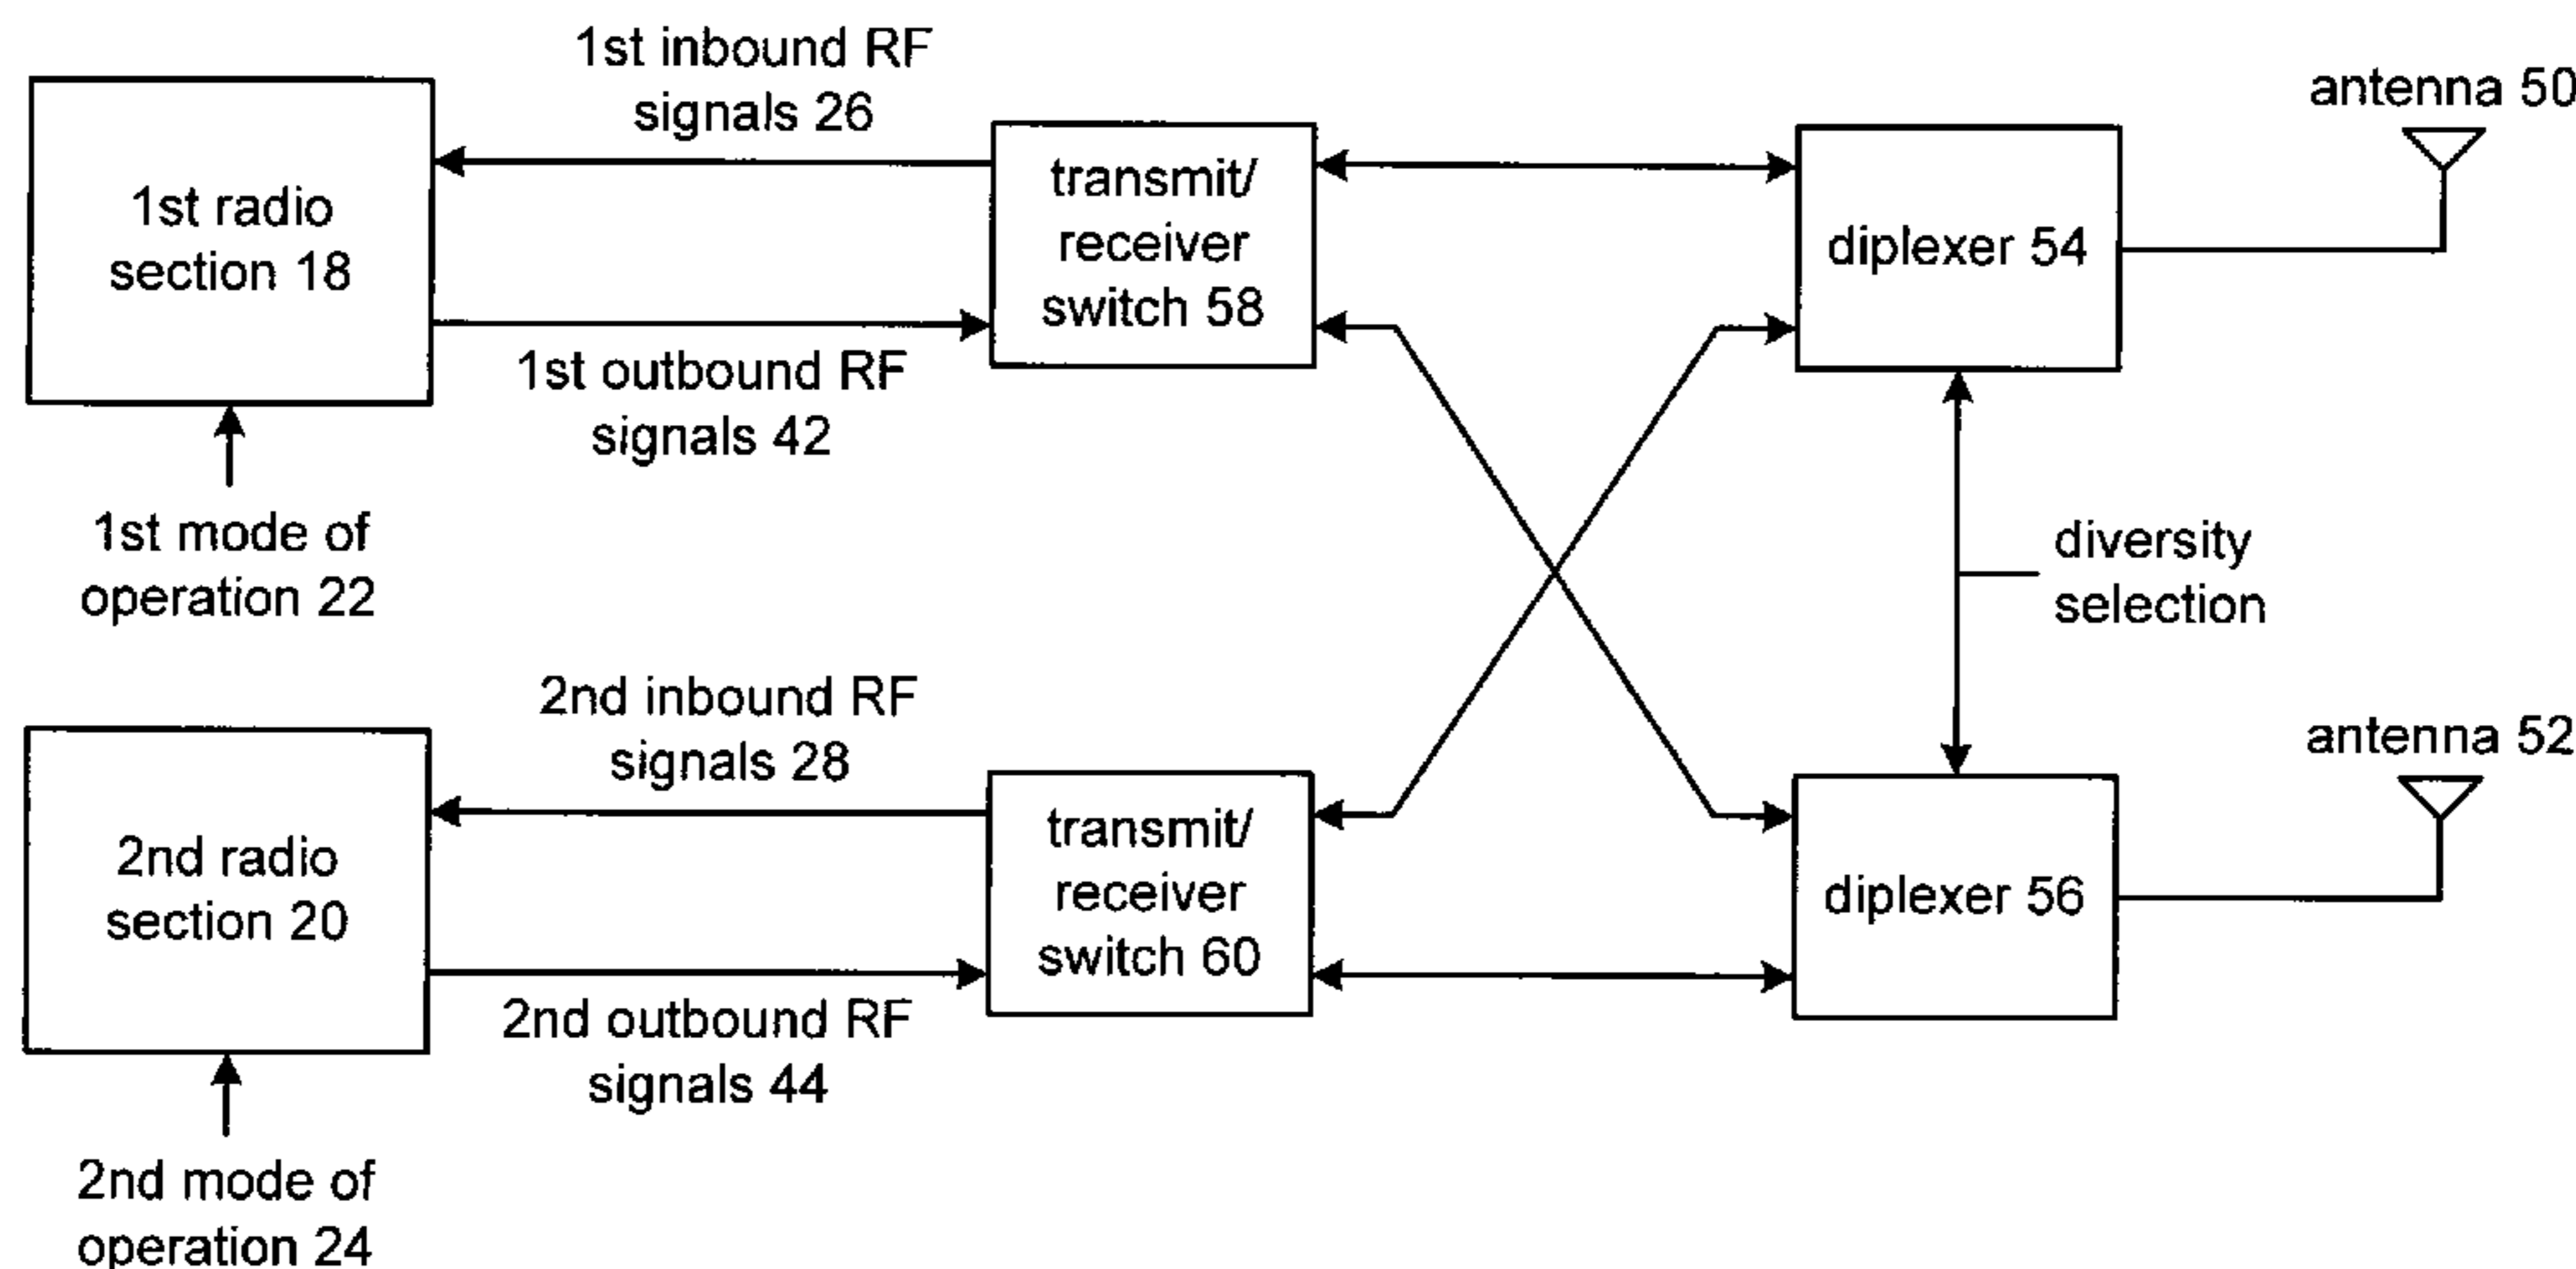 1st inbound RF
signals 26
antenna 50
1st radio
section 18
transmit/
receiver
switch 58
diplexer 54
1st outbound RF
signals 42
1st mode of
operation 22
diversity
selection
2nd inbound RF
signals 28
antenna 52
2nd radio
section 20
transmit/
receiver
switch 60
diplexer 56
2nd outbound RF
signals 44
2nd mode of
operation 24